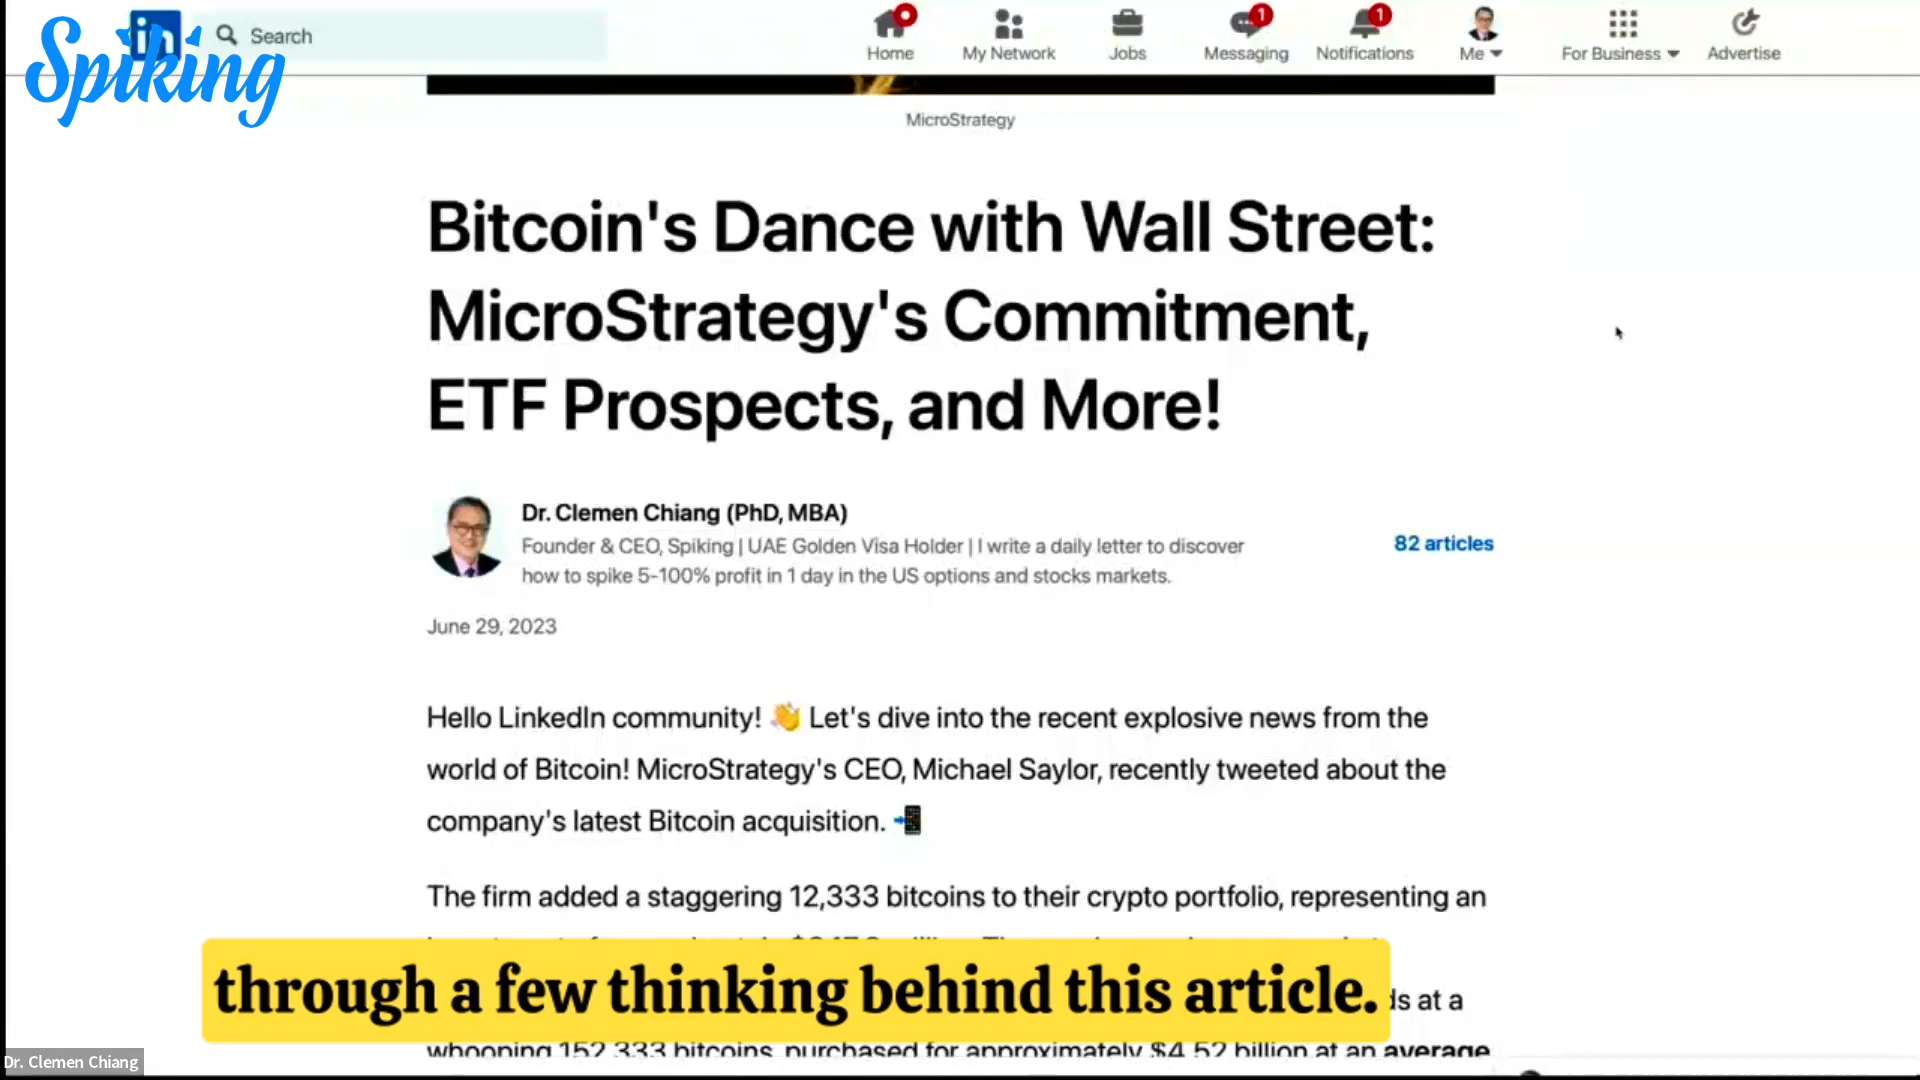 Spiking
in
Search
Home
My Network
Jobs
1
Messaging
1
Notifications
Me
For Business
Advertise
MicroStrategy
Bitcoin's Dance with Wall Street:
MicroStrategy's Commitment,
ETF Prospects, and More!
Dr. Clemen Chiang (PhD, MBA)
Founder & CEO, Spiking | UAE Golden Visa Holder | I write a daily letter to discover
how to spike 5-100% profit in 1 day in the US options and stocks markets.
82 articles
June 29, 2023
Hello LinkedIn community! 👋 Let's dive into the recent explosive news from the
world of Bitcoin! MicroStrategy's CEO, Michael Saylor, recently tweeted about the
company's latest Bitcoin acquisition. 📲
The firm added a staggering 12,333 bitcoins to their crypto portfolio, representing an
through a few thinking behind this article.
at a
whopping 152,333 bitcoins, purchased for approximately $4.52 billion at an average
Dr. Clemen Chiang